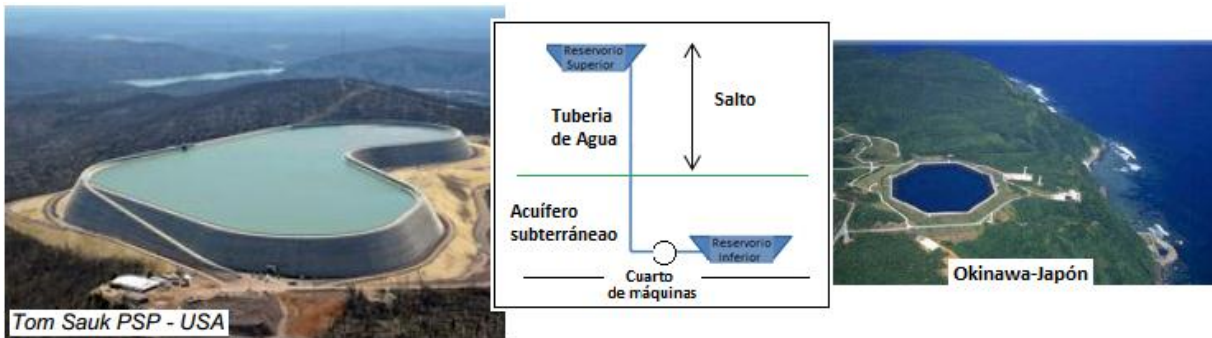 Tom Sauk PSP - USA
Reservorio
Superior
Salto
Tuberia
de Agua
Acuífero
subterráneao
Reservorio
Inferior
Cuarto
de máquinas
Okinawa-Japón